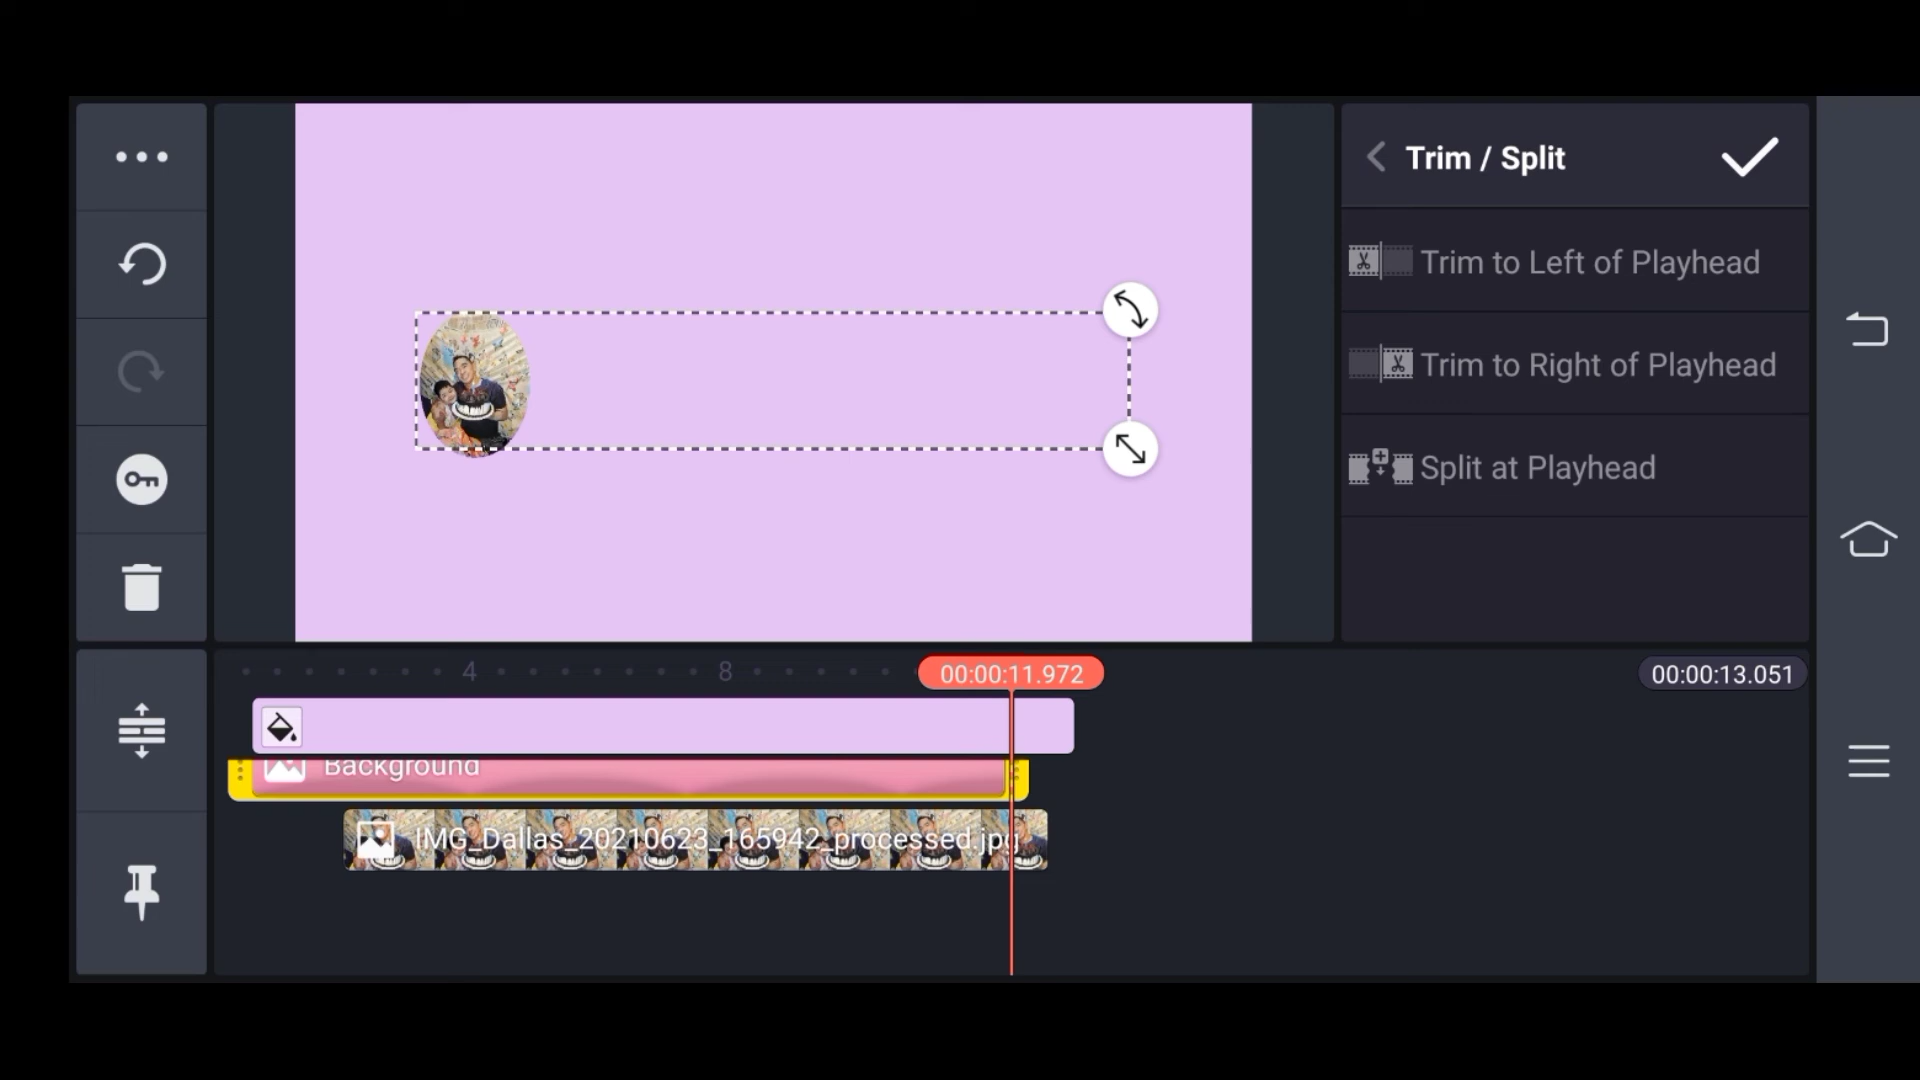 Trim / Split
Trim to Left of Playhead
Trim to Right of Playhead
Split at Playhead
4
8
00:00:11.972
00:00:13.051
Background
IMG_Dallas_20210623_165942_processed.jpg